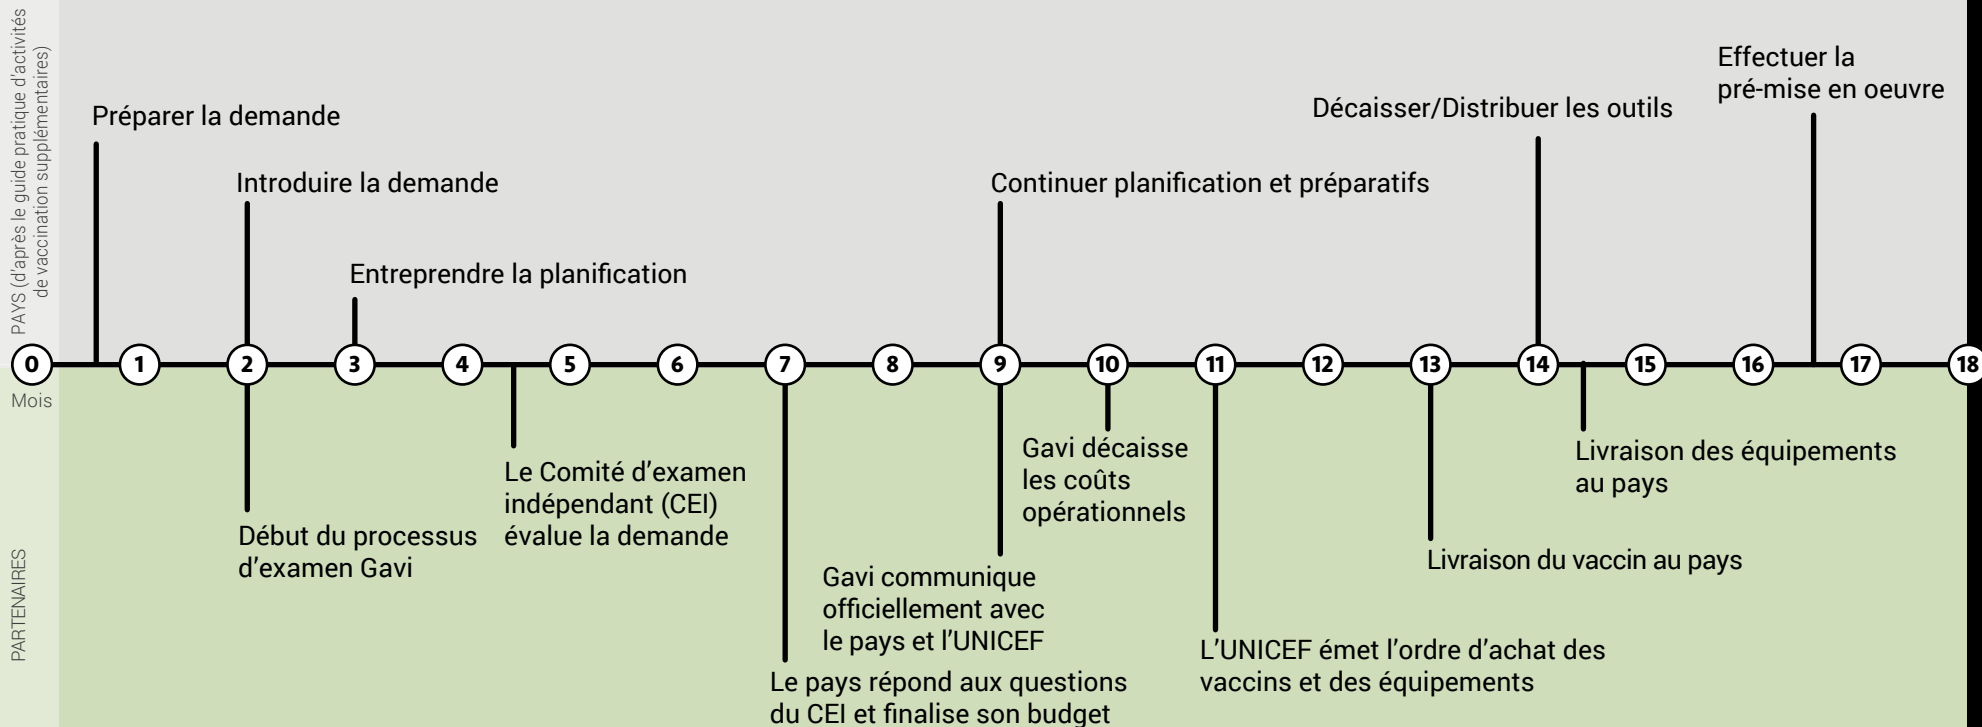 PAYS (d'après le guide pratique d'activités
de vaccination supplémentaires)
Préparer la demande
Introduire la demande
Entreprendre la planification
Continuer planification et préparatifs
Décaisser/Distribuer les outils
Effectuer la
pré-mise en oeuvre
0 1 2 3 4 5 6 7 8 9 10 11 12 13 14 15 16 17 18
Mois
PARTENAIRES
Début du processus
d'examen Gavi
Le Comité d'examen
indépendant (CEI)
évalue la demande
Le pays répond aux questions
du CEI et finalise son budget
Gavi communique
officiellement avec
le pays et l'UNICEF
Gavi décaisse
les coûts
opérationnels
L'UNICEF émet l'ordre d'achat des
vaccins et des équipements
Livraison du vaccin au pays
Livraison des équipements
au pays